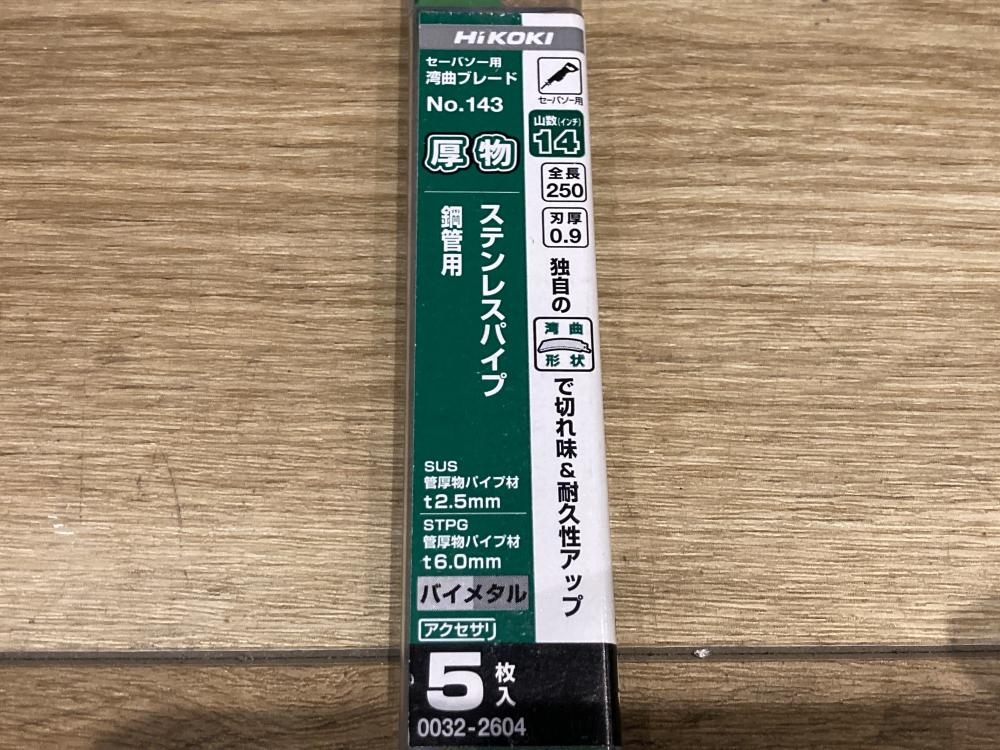 HiKOKI
セーバソー用
湾曲ブレード
No.143
厚物
ステンレスパイプ
鋼管用
SUS
管厚物パイプ材
t2.5mm
STPG
管厚物パイプ材
t6.0mm
バイメタル
アクセサリ
5枚入
0032-2604
セーバソー用
山数(インチ)
14
全長
250
刃厚
0.9
独自の
湾曲
形状
で切れ味&耐久性アップ